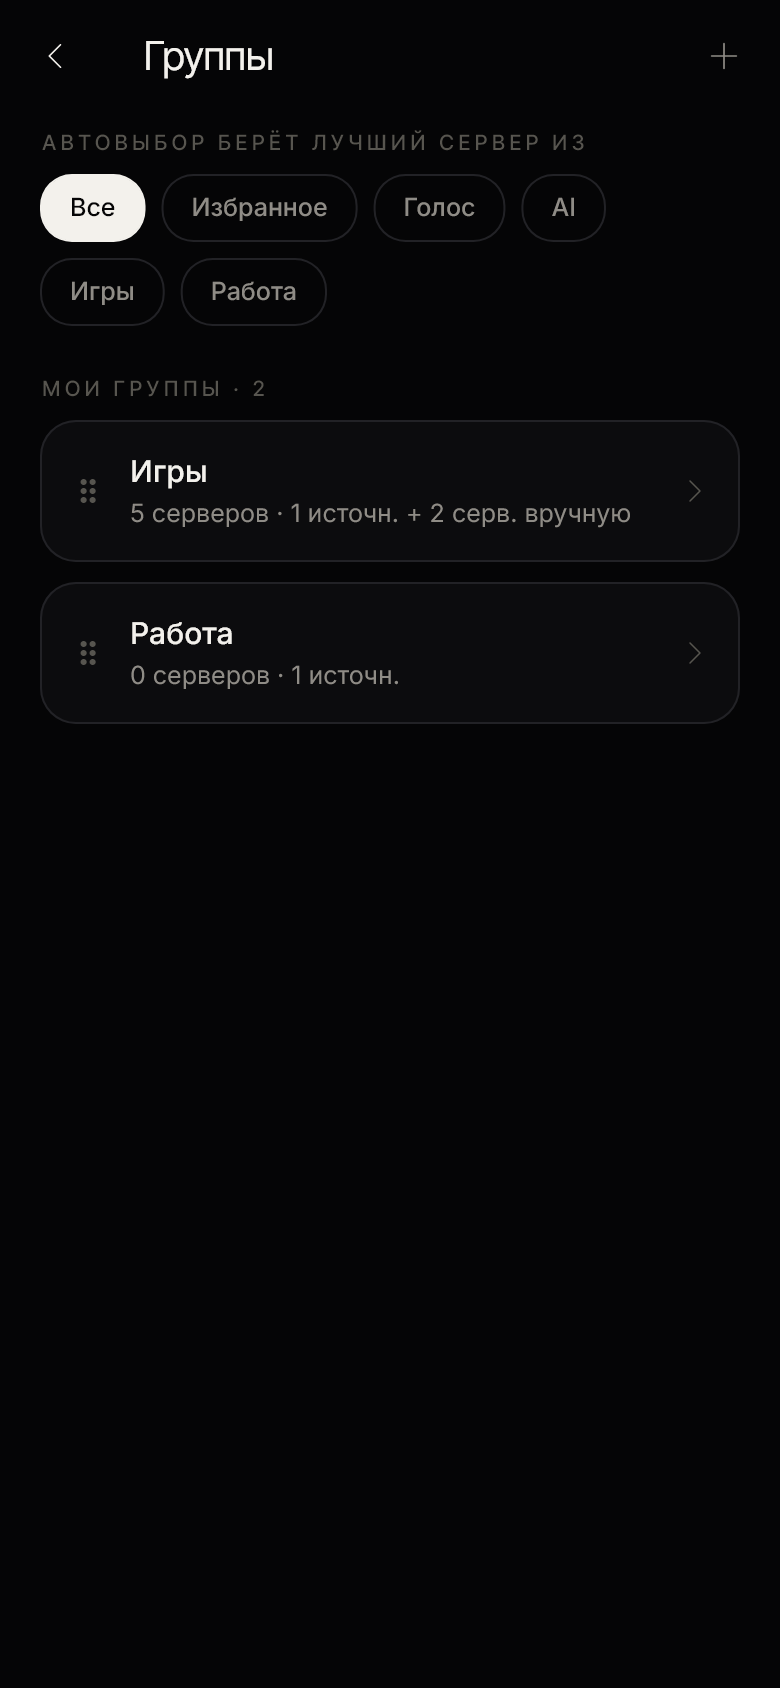 Группы
АВТОВЫБОР БЕРЁТ ЛУЧШИЙ СЕРВЕР ИЗ
Все Избранное Голос AI
Игры Работа
МОИ ГРУППЫ · 2
Игры
5 серверов · 1 источн. + 2 серв. вручную
Работа
0 серверов · 1 источн.